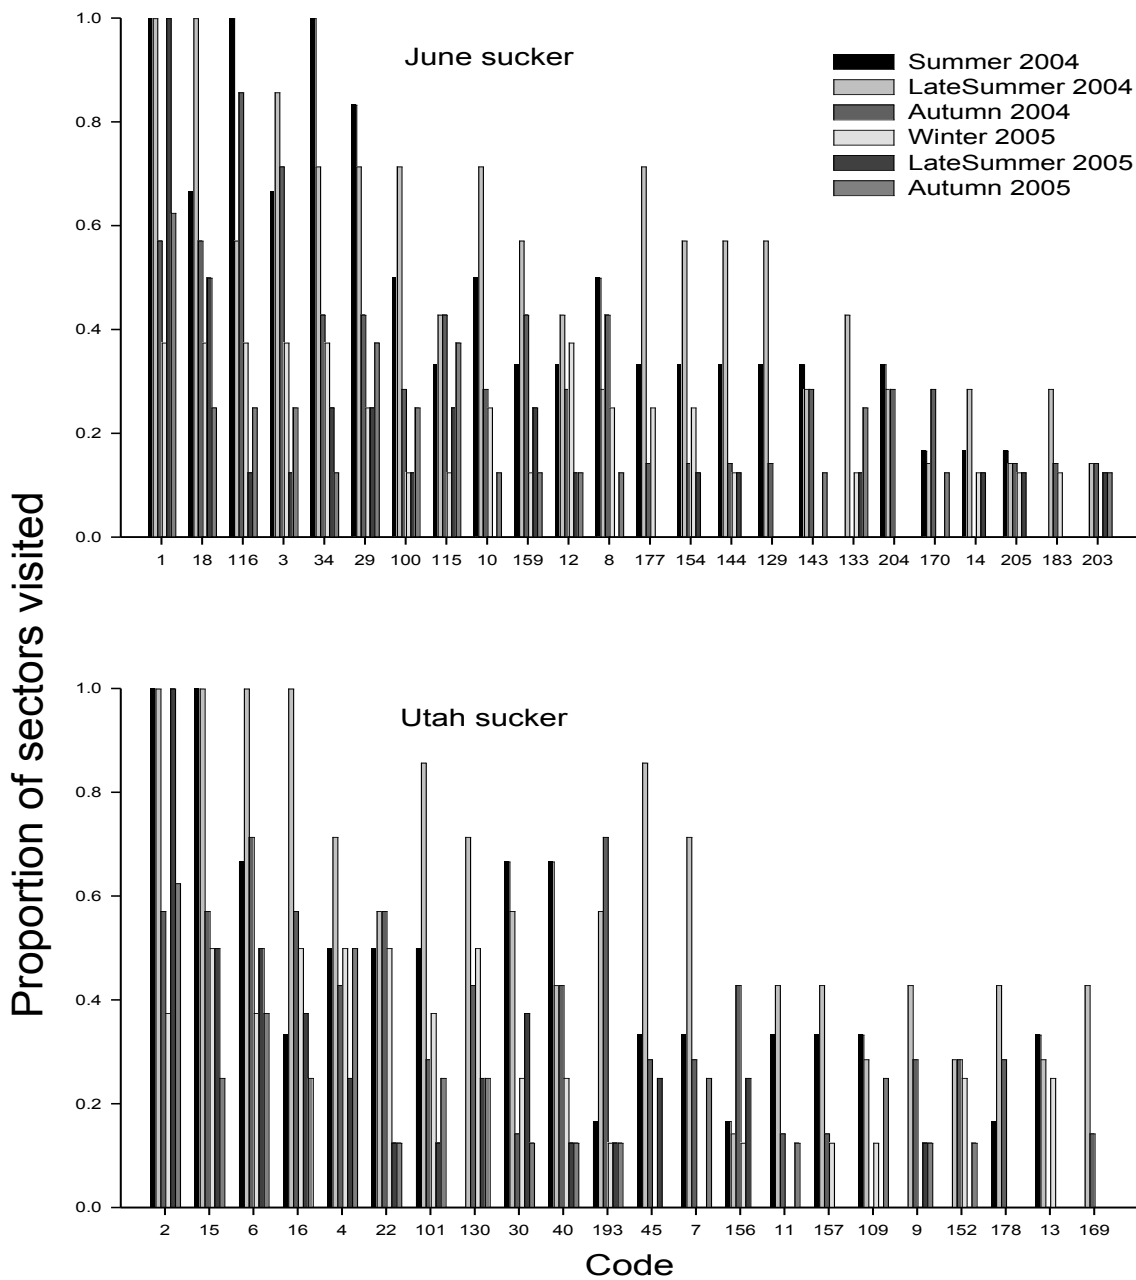 1.0
June sucker
Summer 2004
LateSummer 2004
Autumn 2004
Winter 2005
LateSummer 2005
Autumn 2005
0.8
0.6
0.4
0.2
0.0
1 18 116 3 34 29 100 115 10 159 12 8 177 154 144 129 143 133 204 170 14 205 183 203
Proportion of sectors visited
1.0
Utah sucker
0.8
0.6
0.4
0.2
0.0
2 15 6 16 4 22 101 130 30 40 193 45 7 156 11 157 109 9 152 178 13 169
Code